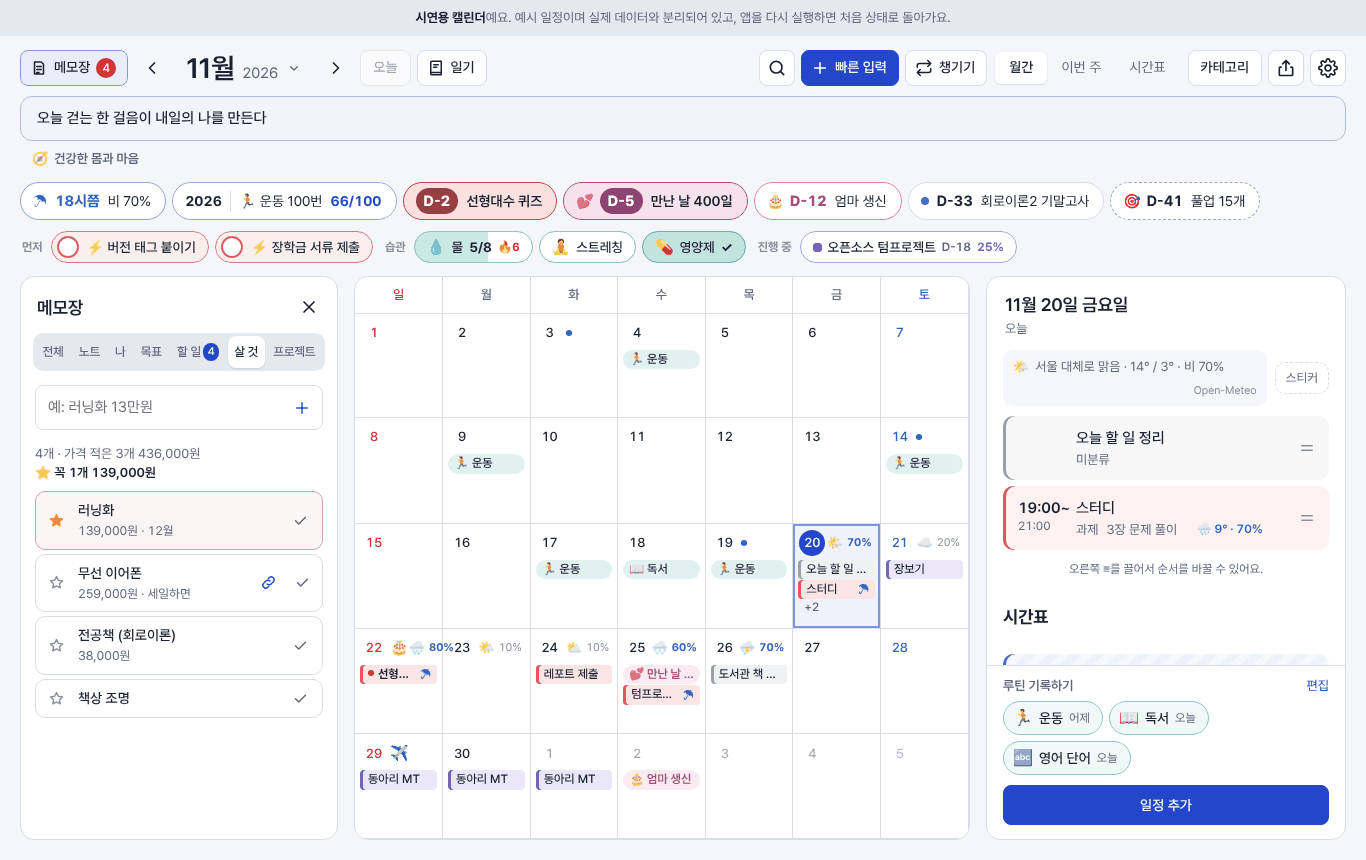 시연용 캘린더예요. 예시 일정이며 실제 데이터와 분리되어 있고, 앱을 다시 실행하면 처음 상태로 돌아가요.
메모장 4 11월 2026 오늘 일기 빠른 입력 챙기기 월간 이번 주 시간표 카테고리
오늘 걷는 한 걸음이 내일의 나를 만든다
건강한 몸과 마음
18시쯤 비 70% 2026 운동 100번 66/100 D-2 선형대수 퀴즈 D-5 만난 날 400일 D-12 엄마 생신 D-33 회로이론2 기말고사 D-41 풀업 15개
먼저 버전 태그 붙이기 장학금 서류 제출 습관 물 5/8 6 스트레칭 영양제 진행 중 오픈소스 텀프로젝트 D-18 25%
메모장
전체 노트 나 목표 할 일 4 살 것 프로젝트
예: 러닝화 13만원
4개 · 가격 적은 3개 436,000원
꼭 1개 139,000원
러닝화
139,000원 · 12월
무선 이어폰
259,000원 · 세일하면
전공책 (회로이론)
38,000원
책상 조명
일 월 화 수 목 금 토
1 2 3 4 5 6 7
운동
8 9 10 11 12 13 14
운동 운동
15 16 17 18 19 20 70% 21 20%
운동 독서 운동 오늘 할 일 ... 장보기
스터디
+2
22 80% 23 10% 24 10% 25 60% 26 70% 27 28
선형... 레포트 제출 만난 날 ... 도서관 책 ...
텀프로...
29 30 1 2 3 4 5
동아리 MT 동아리 MT 동아리 MT 엄마 생신
11월 20일 금요일
오늘
서울 대체로 맑음 · 14° / 3° · 비 70%
Open-Meteo
스티커
오늘 할 일 정리
미분류
19:00~ 스터디
21:00 과제 3장 문제 풀이 9° · 70%
오른쪽 ≡를 끌어서 순서를 바꿀 수 있어요.
시간표
루틴 기록하기 편집
운동 어제 독서 오늘
abc 영어 단어 오늘
일정 추가